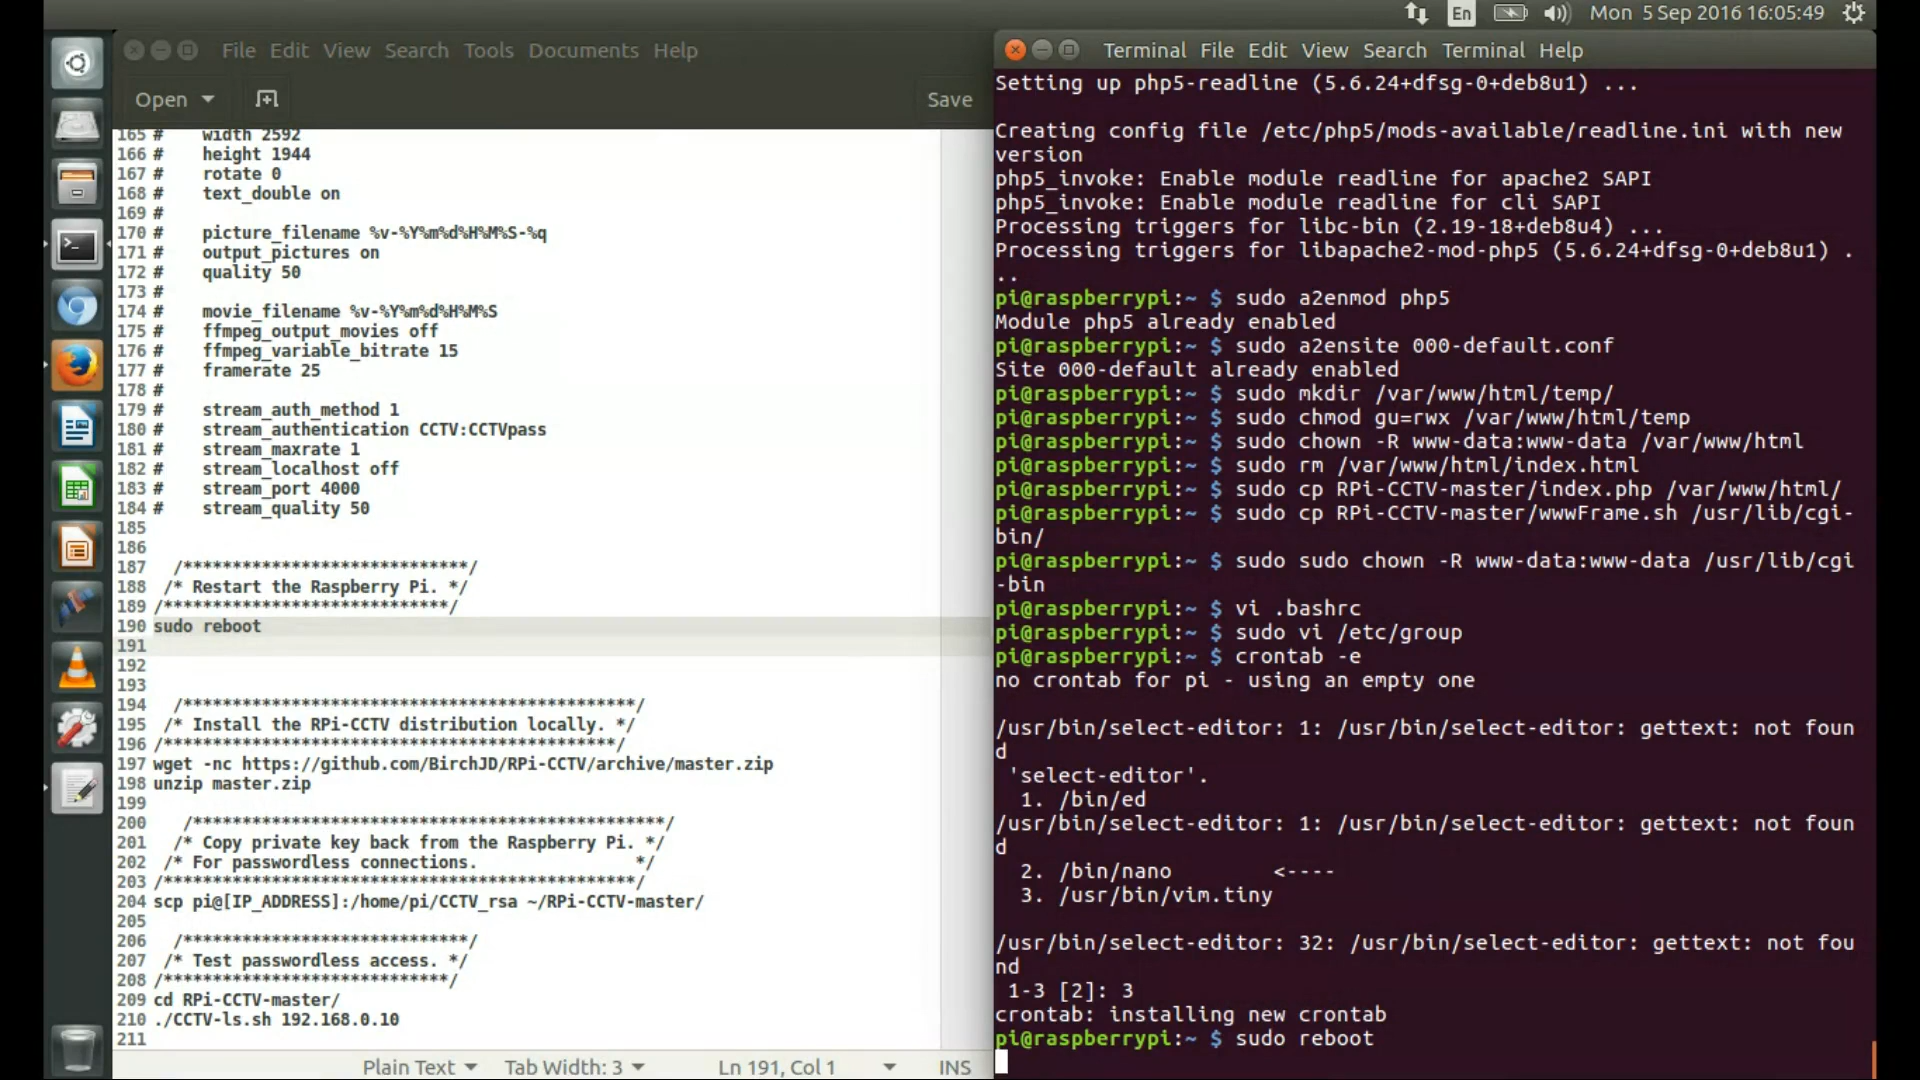 En
Mon 5 Sep 2016 16:05:49
File Edit View Search Tools Documents Help
Open
Save
165 # width 2592
166 # height 1944
167 # rotate 0
168 # text_double on
169 #
170 # picture_filename %v-%Y%m%d%H%M%S-%q
171 # output_pictures on
172 # quality 50
173 #
174 # movie_filename %v-%Y%m%d%H%M%S
175 # ffmpeg_output_movies off
176 # ffmpeg_variable_bitrate 15
177 # framerate 25
178 #
179 # stream_auth_method 1
180 # stream_authentication CCTV:CCTVpass
181 # stream_maxrate 1
182 # stream_localhost off
183 # stream_port 4000
184 # stream_quality 50
185
186
187 /****************************/
188 /* Restart the Raspberry Pi. */
189 /*****************************/
190 sudo reboot
191
192
193
194 /***********************************************/
195 /* Install the RPi-CCTV distribution locally. */
196 /***********************************************/
197 wget -nc https://github.com/BirchJD/RPi-CCTV/archive/master.zip
198 unzip master.zip
199
200 /************************************************/
201 /* Copy private key back from the Raspberry Pi. */
202 /* For passwordless connections. */
203 /************************************************/
204 scp pi@[IP_ADDRESS]:/home/pi/CCTV_rsa ~/RPi-CCTV-master/
205
206 /****************************/
207 /* Test passwordless access. */
208 /*****************************/
209 cd RPi-CCTV-master/
210 ./CCTV-ls.sh 192.168.0.10
211
Plain Text Tab Width: 3 Ln 191, Col 1 INS
Terminal File Edit View Search Terminal Help
Setting up php5-readline (5.6.24+dfsg-0+deb8u1) ...
Creating config file /etc/php5/mods-available/readline.ini with new
version
php5_invoke: Enable module readline for apache2 SAPI
php5_invoke: Enable module readline for cli SAPI
Processing triggers for libc-bin (2.19-18+deb8u4) ...
Processing triggers for libapache2-mod-php5 (5.6.24+dfsg-0+deb8u1) .
..
pi@raspberrypi:~ $ sudo a2enmod php5
Module php5 already enabled
pi@raspberrypi:~ $ sudo a2ensite 000-default.conf
Site 000-default already enabled
pi@raspberrypi:~ $ sudo mkdir /var/www/html/temp/
pi@raspberrypi:~ $ sudo chmod gu=rwx /var/www/html/temp
pi@raspberrypi:~ $ sudo chown -R www-data:www-data /var/www/html
pi@raspberrypi:~ $ sudo rm /var/www/html/index.html
pi@raspberrypi:~ $ sudo cp RPi-CCTV-master/index.php /var/www/html/
pi@raspberrypi:~ $ sudo cp RPi-CCTV-master/wwwFrame.sh /usr/lib/cgi-
bin/
pi@raspberrypi:~ $ sudo sudo chown -R www-data:www-data /usr/lib/cgi
-bin
pi@raspberrypi:~ $ vi .bashrc
pi@raspberrypi:~ $ sudo vi /etc/group
pi@raspberrypi:~ $ crontab -e
no crontab for pi - using an empty one
/usr/bin/select-editor: 1: /usr/bin/select-editor: gettext: not foun
d
'select-editor'.
1. /bin/ed
/usr/bin/select-editor: 1: /usr/bin/select-editor: gettext: not foun
d
2. /bin/nano <----
3. /usr/bin/vim.tiny
/usr/bin/select-editor: 32: /usr/bin/select-editor: gettext: not fou
nd
1-3 [2]: 3
crontab: installing new crontab
pi@raspberrypi:~ $ sudo reboot